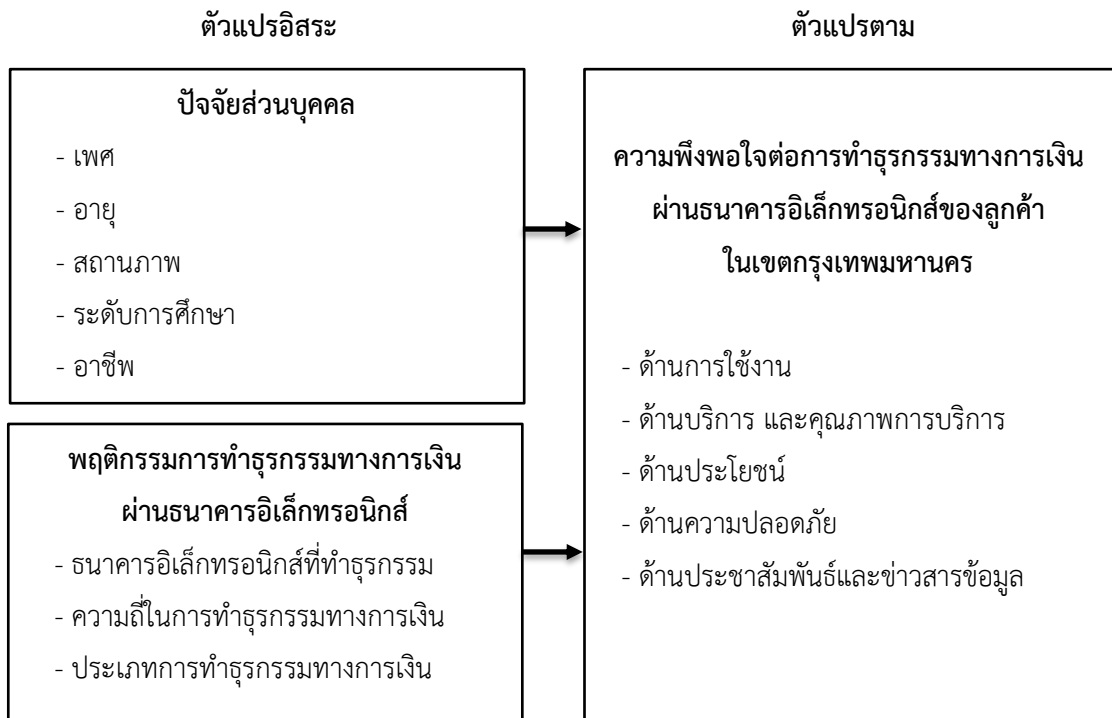 ตัวแปรอิสระ
ตัวแปรตาม
ปัจจัยส่วนบุคคล
- เพศ
- อายุ
- สถานภาพ
- ระดับการศึกษา
- อาชีพ
พฤติกรรมการทำธุรกรรมทางการเงิน
ผ่านธนาคารอิเล็กทรอนิกส์
- ธนาคารอิเล็กทรอนิกส์ที่ทำธุรกรรม
- ความถี่ในการทำธุรกรรมทางการเงิน
- ประเภทการทำธุรกรรมทางการเงิน
ความพึงพอใจต่อการทำธุรกรรมทางการเงิน
ผ่านธนาคารอิเล็กทรอนิกส์ของลูกค้า
ในเขตกรุงเทพมหานคร
- ด้านการใช้งาน
- ด้านบริการ และคุณภาพการบริการ
- ด้านประโยชน์
- ด้านความปลอดภัย
- ด้านประชาสัมพันธ์และข่าวสารข้อมูล